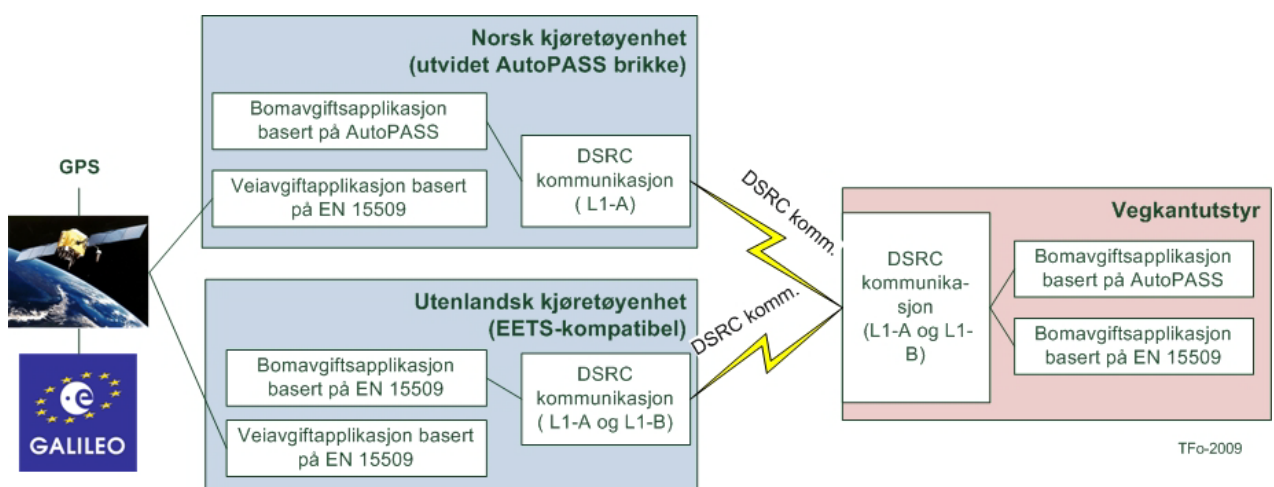 GPS
GALILEO
Norsk kjøretøyenhet
(utvidet AutoPASS brikke)
Bomavgiftsapplikasjon
basert på AutoPASS
Veiavgiftapplikasjon basert
på EN 15509
DSRC
kommunikasjon
( L1-A)
Utenlandsk kjøretøyenhet
(EETS-kompatibel)
Bomavgiftsapplikasjon
basert på EN 15509
Veiavgiftapplikasjon basert
på EN 15509
DSRC
kommunikasjon
( L1-A og L1-B)
DSRC komm.
DSRC komm.
Vegkantutstyr
DSRC
kommunika-
sjon
(L1-A og L1-
B)
Bomavgiftsapplikasjon
basert på AutoPASS
Bomavgiftsapplikasjon
basert på EN 15509
TFo-2009